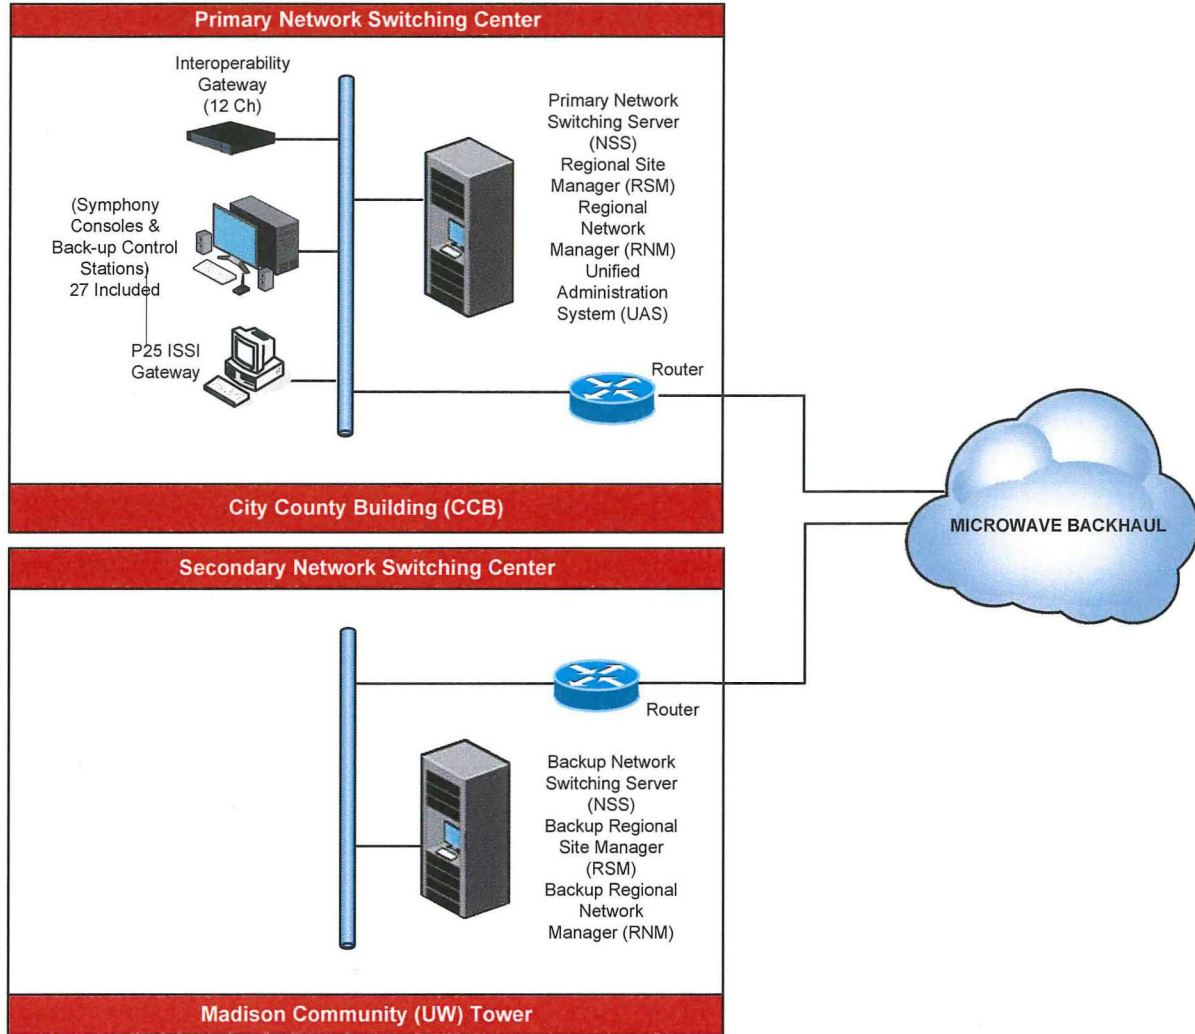 Primary Network Switching Center
Interoperability
Gateway
(12 Ch)
Primary Network
Switching Server
(NSS)
Regional Site
Manager (RSM)
Regional
Network
Manager (RNM)
Unified
Administration
System (UAS)
(Symphony
Consoles &
Back-up Control
Stations)
27 Included
P25 ISSI
Gateway
Router
City County Building (CCB)
MICROWAVE BACKHAUL
Secondary Network Switching Center
Router
Backup Network
Switching Server
(NSS)
Backup Regional
Site Manager
(RSM)
Backup Regional
Network
Manager (RNM)
Madison Community (UW) Tower